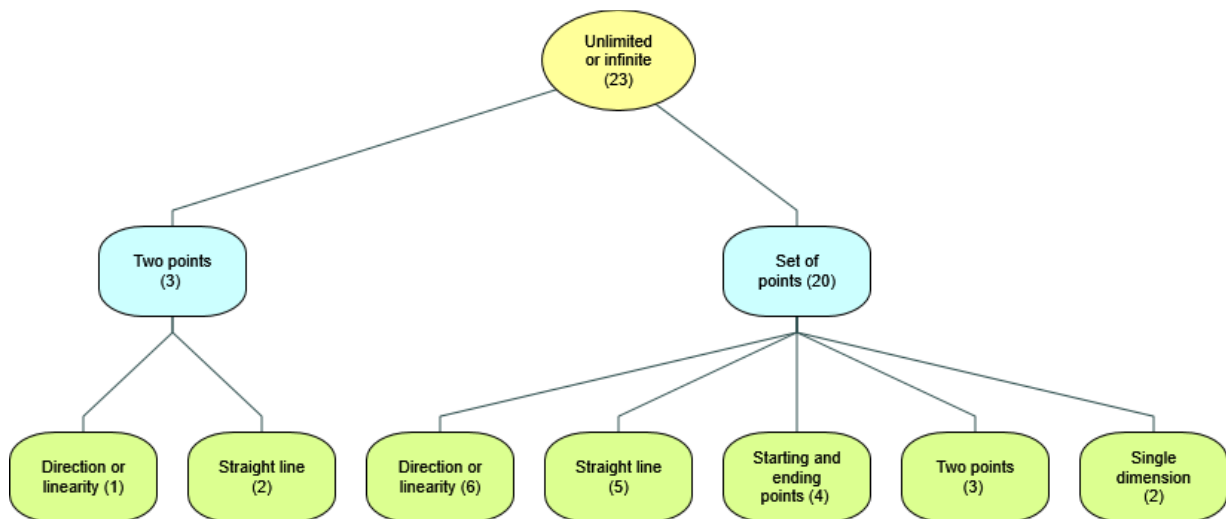 Unlimited
or infinite
(23)
Two points
(3)
Set of
points (20)
Direction or
linearity (1)
Straight line
(2)
Direction or
linearity (6)
Straight line
(5)
Starting and
ending
points (4)
Two points
(3)
Single
dimension
(2)